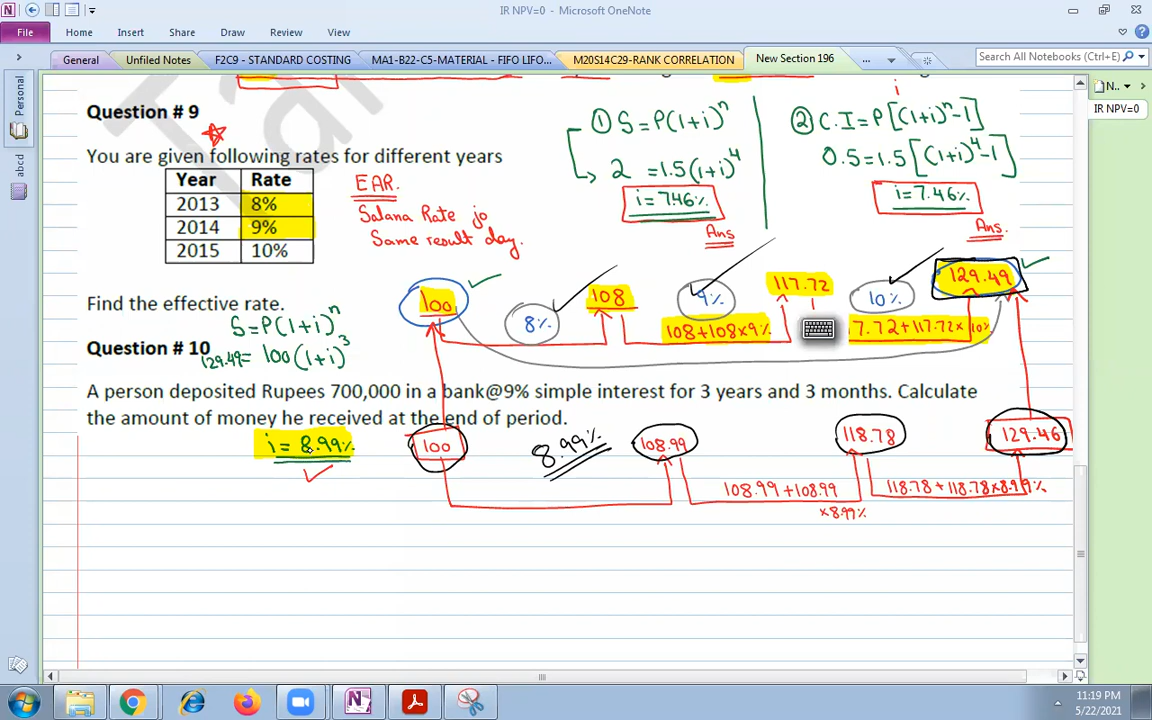 IR NPV=0 - Microsoft OneNote
File Home Insert Share Draw Review View
General Unfiled Notes F2C9 - STANDARD COSTING MA1-B22-C5-MATERIAL - FIFO LIFO... M20S14C29-RANK CORRELATION New Section 196 ... Search All Notebooks (Ctrl+E)
Personal
abcd
N..
IR NPV=0
Question # 9
You are given following rates for different years
Year Rate
2013 8%
2014 9%
2015 10%
EAR.
Salana Rate jo
Same result day.
① S=P(1+i)^n
2 =1.5(1+i)^4
i=7.46%
Ans
i
② C.I=P[(1+i)^n-1]
0.5=1.5[(1+i)^4-1]
i=7.46%
Ans.
100 8% 108 9% 117.72 10% 129.49
108+108×9% 7.72+117.72×10%
Find the effective rate.
S=P(1+i)^n
129.49= 100(1+i)^3
Question # 10
A person deposited Rupees 700,000 in a bank@9% simple interest for 3 years and 3 months. Calculate
the amount of money he received at the end of period.
i = 8.99%
100 8.99% 108.99 118.78 129.46
108.99+108.99
×8.99%
118.78+118.78×8.99%
11:19 PM
5/22/2021